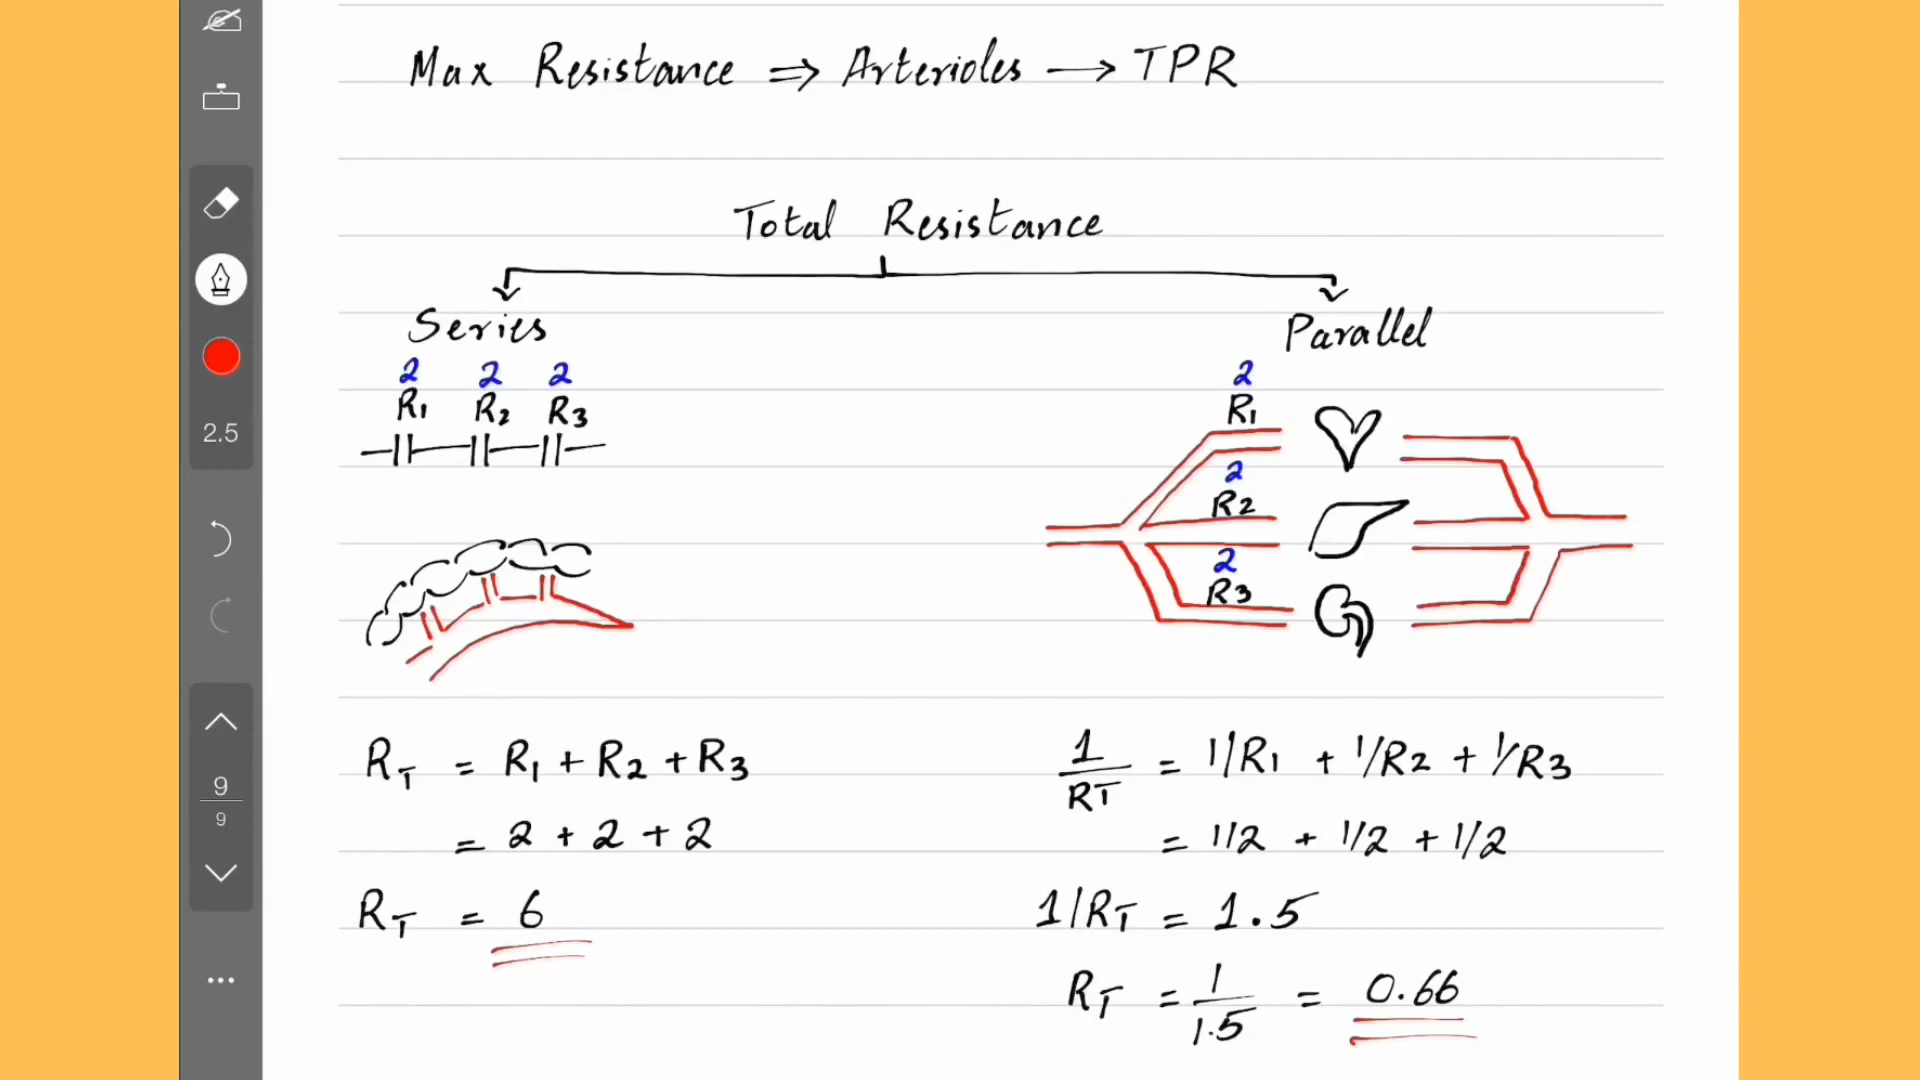 Max Resistance ⇒ Arterioles → TPR
Total Resistance
Series
Parallel
2 2 2
R1 R2 R3
2
R1
2
R2
2
R3
2.5
9
9
RT = R1 + R2 + R3
= 2 + 2 + 2
RT = 6
1/RT = 1/R1 + 1/R2 + 1/R3
= 1/2 + 1/2 + 1/2
1/RT = 1.5
RT = 1/1.5 = 0.66